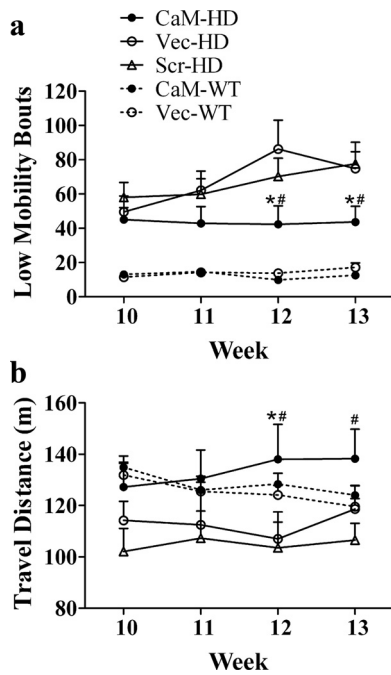 a
CaM-HD
Vec-HD
Scr-HD
CaM-WT
Vec-WT
Low Mobility Bouts
120
100
80
60
40
20
0
*# *#
10 11 12 13
Week
b
Travel Distance (m)
160
140
120
100
80
*# #
10 11 12 13
Week